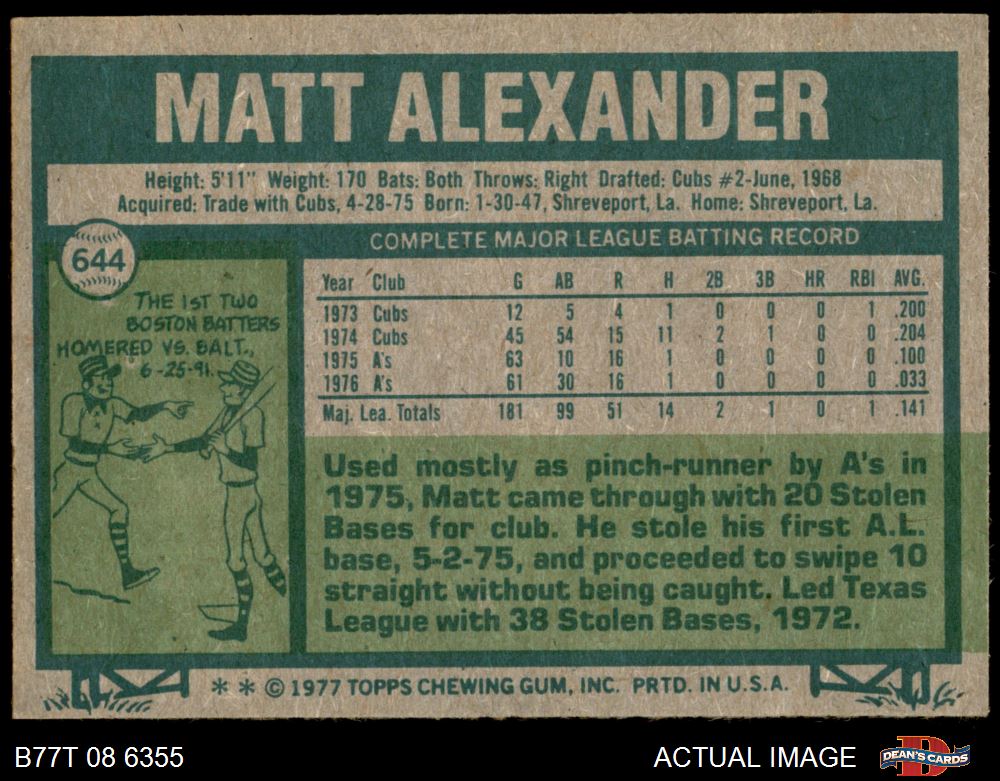 MATT ALEXANDER
Height: 5'11" Weight: 170 Bats: Both Throws: Right Drafted: Cubs #2-June, 1968
Acquired: Trade with Cubs, 4-28-75 Born: 1-30-47, Shreveport, La. Home: Shreveport, La.
644
COMPLETE MAJOR LEAGUE BATTING RECORD
Year Club G AB R H 2B 3B HR RBI AVG.
1973 Cubs 12 5 4 1 0 0 0 1 .200
1974 Cubs 45 54 15 11 2 1 0 0 .204
1975 A's 63 10 16 1 0 0 0 0 .100
1976 A's 61 30 16 1 0 0 0 0 .033
Maj. Lea. Totals 181 99 51 14 2 1 0 1 .141
THE 1ST TWO
BOSTON BATTERS
HOMERED VS. BALT.,
6-25-91.
Used mostly as pinch-runner by A's in
1975, Matt came through with 20 Stolen
Bases for club. He stole his first A.L.
base, 5-2-75, and proceeded to swipe 10
straight without being caught. Led Texas
League with 38 Stolen Bases, 1972.
** © 1977 TOPPS CHEWING GUM, INC. PRTD. IN U.S.A.
B77T 08 6355
ACTUAL IMAGE
DEAN'S CARDS